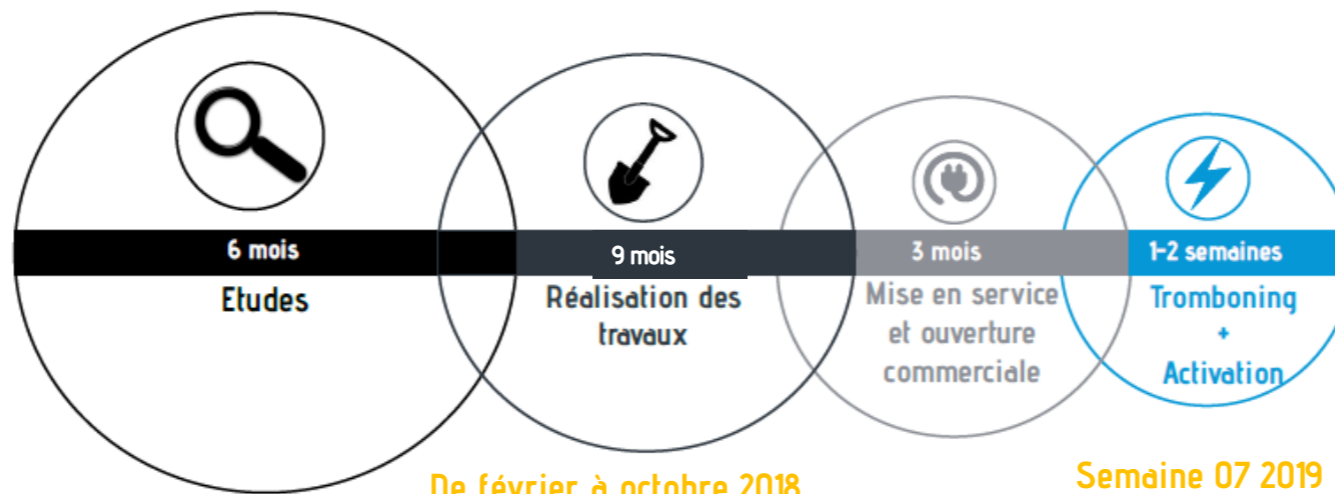 6 mois
Etudes
9 mois
Réalisation des
travaux
3 mois
Mise en service
et ouverture
commerciale
1-2 semaines
Tromboning
+
Activation
De février à octobre 2018
Semaine 07 2019